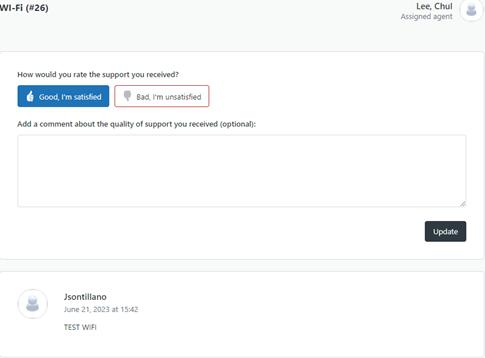 WI-Fi (#26)
Lee, Chul
Assigned agent
How would you rate the support you received?
Good, I'm satisfied
Bad, I'm unsatisfied
Add a comment about the quality of support you received (optional):
Update
Jsontillano
June 21, 2023 at 15:42
TEST WIFI